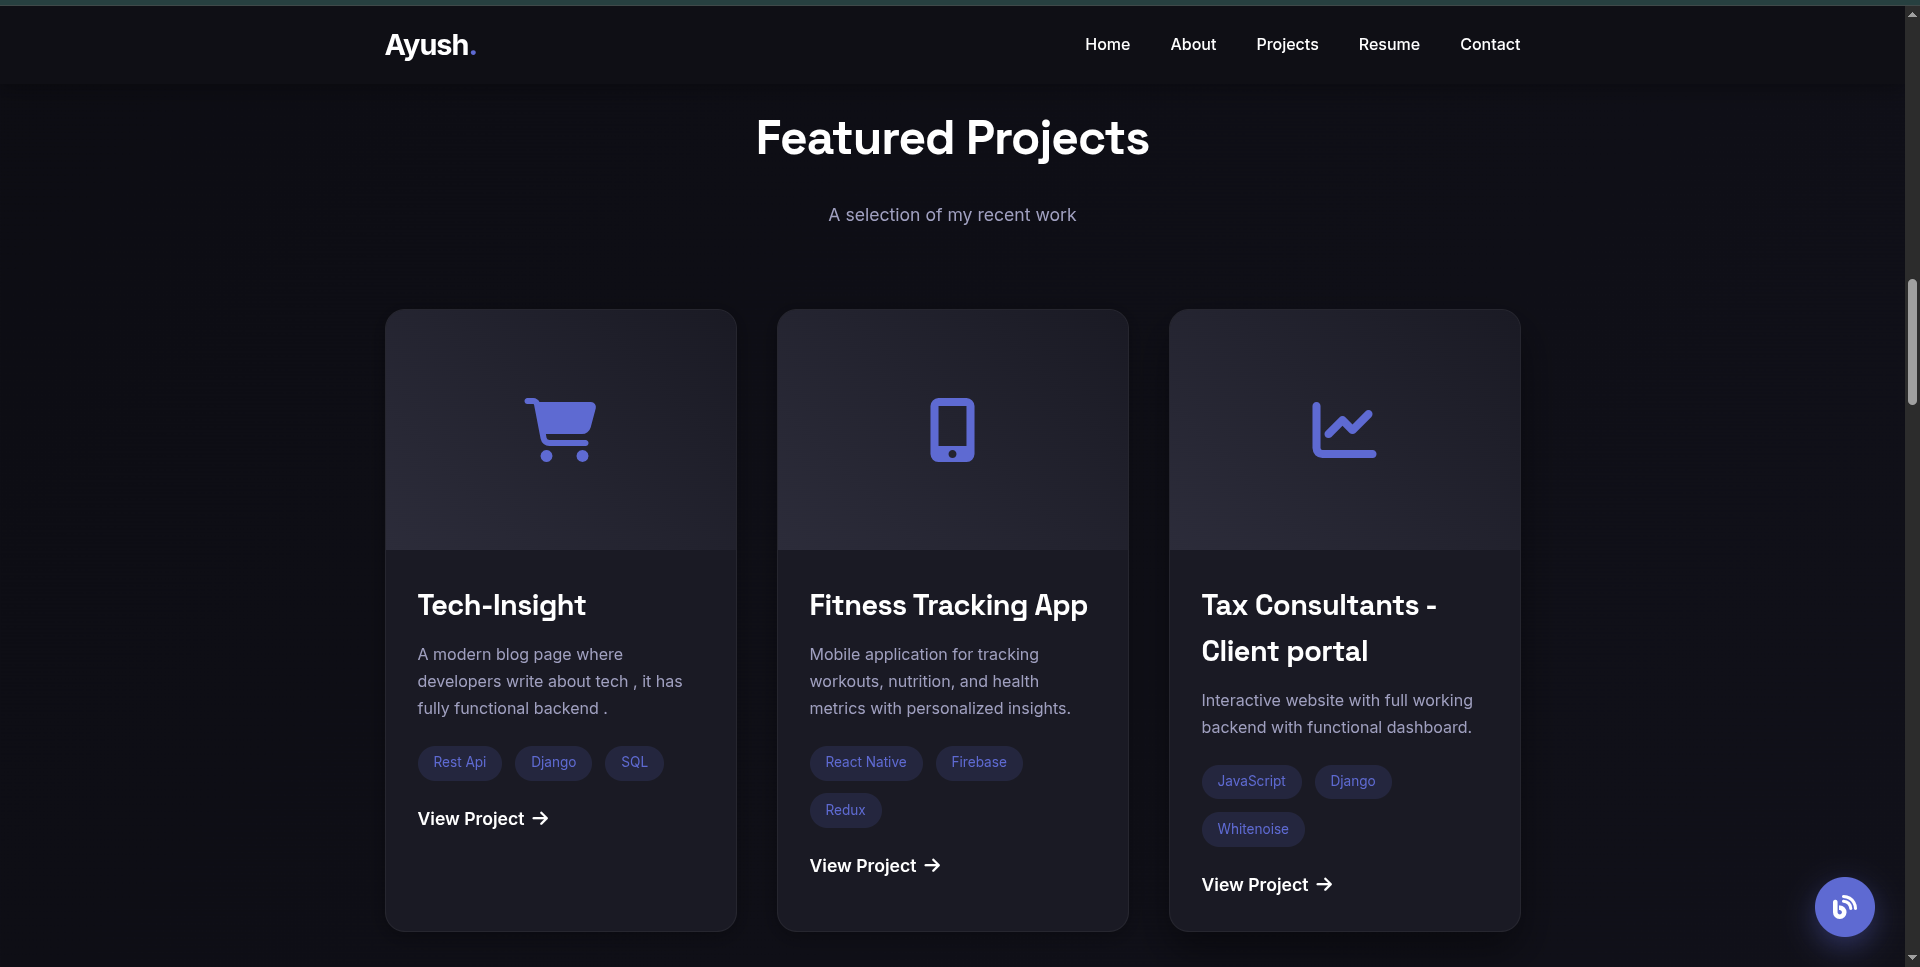 Ayush.
Home About Projects Resume Contact
Featured Projects
A selection of my recent work
Tech-Insight
A modern blog page where
developers write about tech , it has
fully functional backend .
Rest Api Django SQL
View Project →
Fitness Tracking App
Mobile application for tracking
workouts, nutrition, and health
metrics with personalized insights.
React Native Firebase
Redux
View Project →
Tax Consultants -
Client portal
Interactive website with full working
backend with functional dashboard.
JavaScript Django
Whitenoise
View Project →